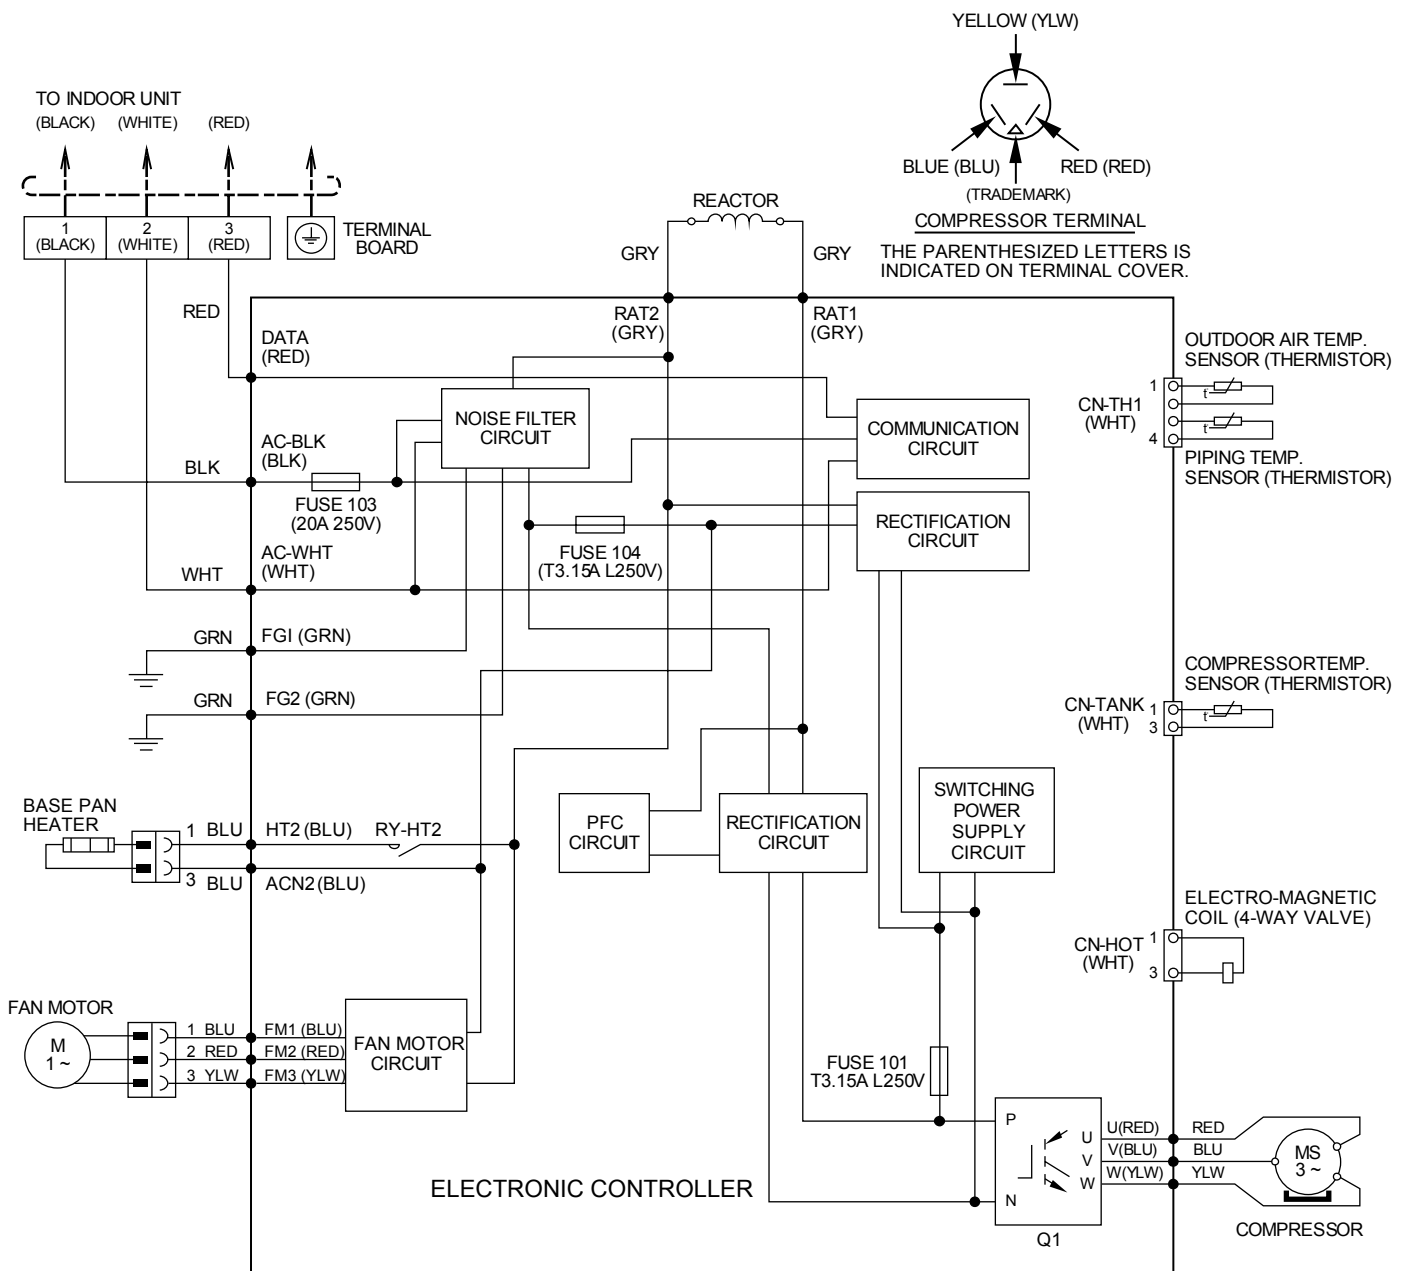 YELLOW (YLW)
BLUE (BLU)
RED (RED)
(TRADEMARK)
COMPRESSOR TERMINAL
THE PARENTHESIZED LETTERS IS
INDICATED ON TERMINAL COVER.
TO INDOOR UNIT
(BLACK)
(WHITE)
(RED)
1
(BLACK)
2
(WHITE)
3
(RED)
TERMINAL
BOARD
REACTOR
GRY
GRY
RAT2
(GRY)
RAT1
(GRY)
RED
DATA
(RED)
NOISE FILTER
CIRCUIT
COMMUNICATION
CIRCUIT
BLK
AC-BLK
(BLK)
FUSE 103
(20A 250V)
RECTIFICATION
CIRCUIT
FUSE 104
(T3.15A L250V)
WHT
AC-WHT
(WHT)
GRN
FGI (GRN)
GRN
FG2 (GRN)
OUTDOOR AIR TEMP.
SENSOR (THERMISTOR)
CN-TH1
(WHT)
1
4
t
t
PIPING TEMP.
SENSOR (THERMISTOR)
COMPRESSORTEMP.
SENSOR (THERMISTOR)
CN-TANK
(WHT)
1
3
t
BASE PAN
HEATER
1
BLU
HT2 (BLU)
RY-HT2
3
BLU
ACN2(BLU)
PFC
CIRCUIT
RECTIFICATION
CIRCUIT
SWITCHING
POWER
SUPPLY
CIRCUIT
ELECTRO-MAGNETIC
COIL (4-WAY VALVE)
CN-HOT
(WHT)
1
3
FAN MOTOR
M
1 ~
1 BLU
FM1 (BLU)
2 RED
FM2 (RED)
3 YLW
FM3 (YLW)
FAN MOTOR
CIRCUIT
FUSE 101
T3.15A L250V
P
N
U
V
W
U(RED)
V(BLU)
W(YLW)
RED
BLU
YLW
MS
3 ~
COMPRESSOR
Q1
ELECTRONIC CONTROLLER